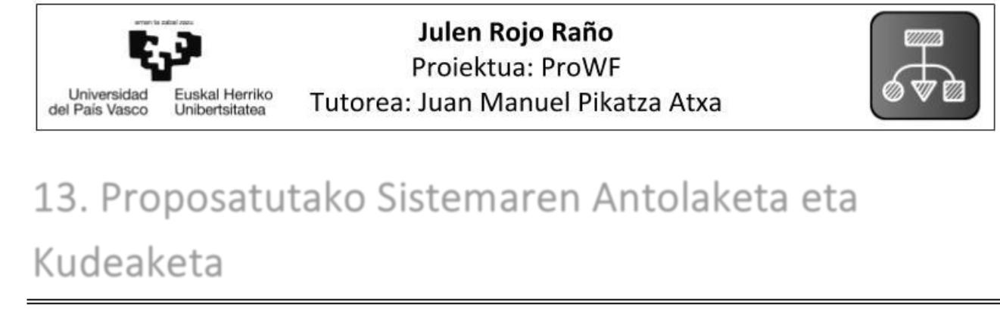 eman ta zabal zazu
Universidad
del País Vasco
Euskal Herriko
Unibertsitatea
Julen Rojo Raño
Proiektua: ProWF
Tutorea: Juan Manuel Pikatza Atxa
13. Proposatutako Sistemaren Antolaketa eta
Kudeaketa